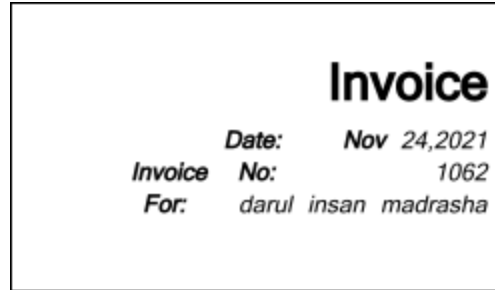 Invoice
Date: Nov 24,2021
Invoice No: 1062
For: darul insan madrasha